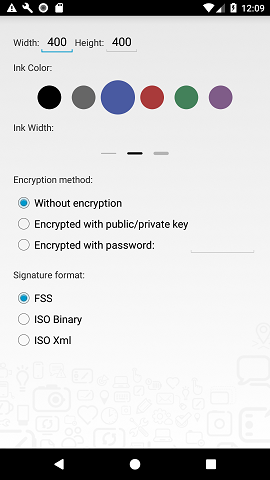 12:09
Width: 400 Height: 400
Ink Color:
Ink Width:
Encryption method:
Without encryption
Encrypted with public/private key
Encrypted with password:
Signature format:
FSS
ISO Binary
ISO Xml